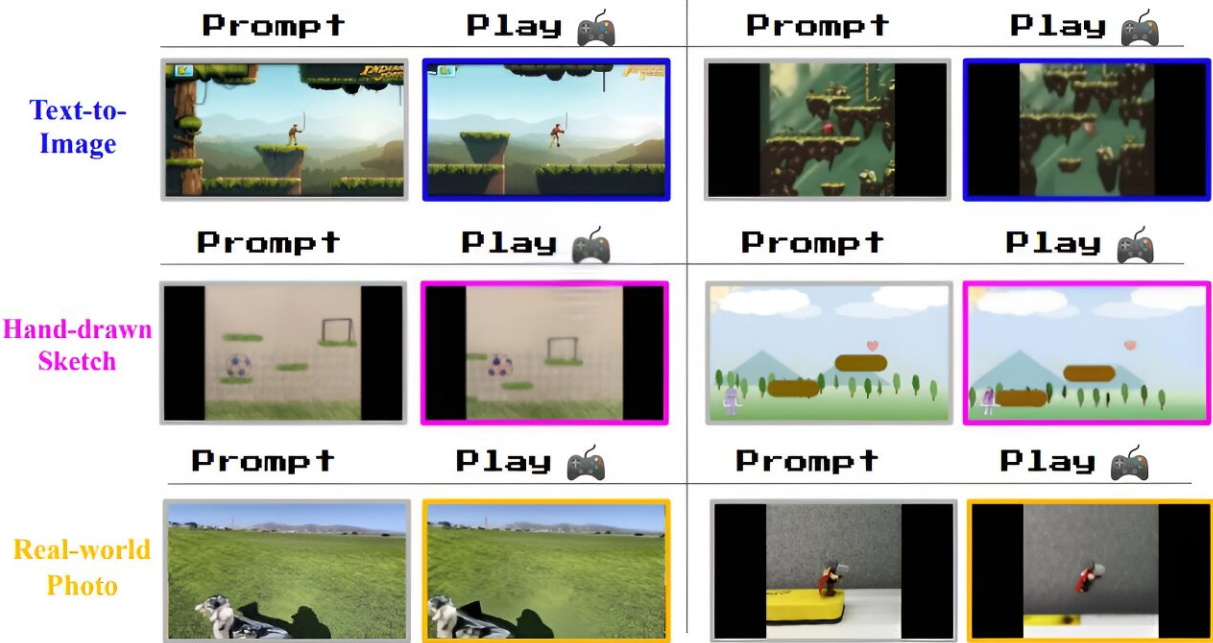 Prompt Play Prompt Play
Text-to-
Image
Prompt Play Prompt Play
Hand-drawn
Sketch
Prompt Play Prompt Play
Real-world
Photo